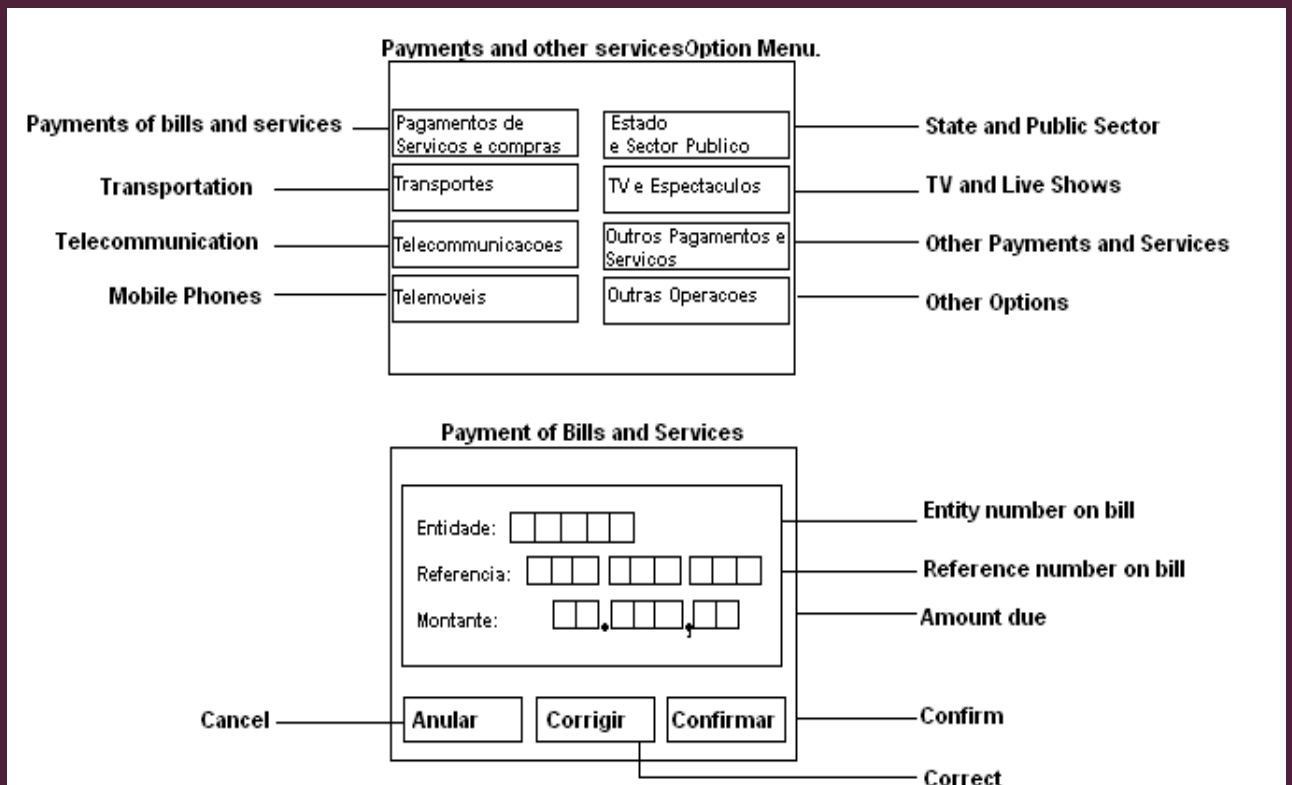 Payments and other servicesOption Menu.
Payments of bills and services
Pagamentos de
Servicos e compras
Estado
e Sector Publico
State and Public Sector
Transportation
Transportes
TV e Espectaculos
TV and Live Shows
Telecommunication
Telecommunicacoes
Outros Pagamentos e
Servicos
Other Payments and Services
Mobile Phones
Telemoveis
Outras Operacoes
Other Options
Payment of Bills and Services
Entidade:
Entity number on bill
Referencia:
Reference number on bill
Montante:
Amount due
Cancel
Anular
Corrigir
Confirmar
Confirm
Correct